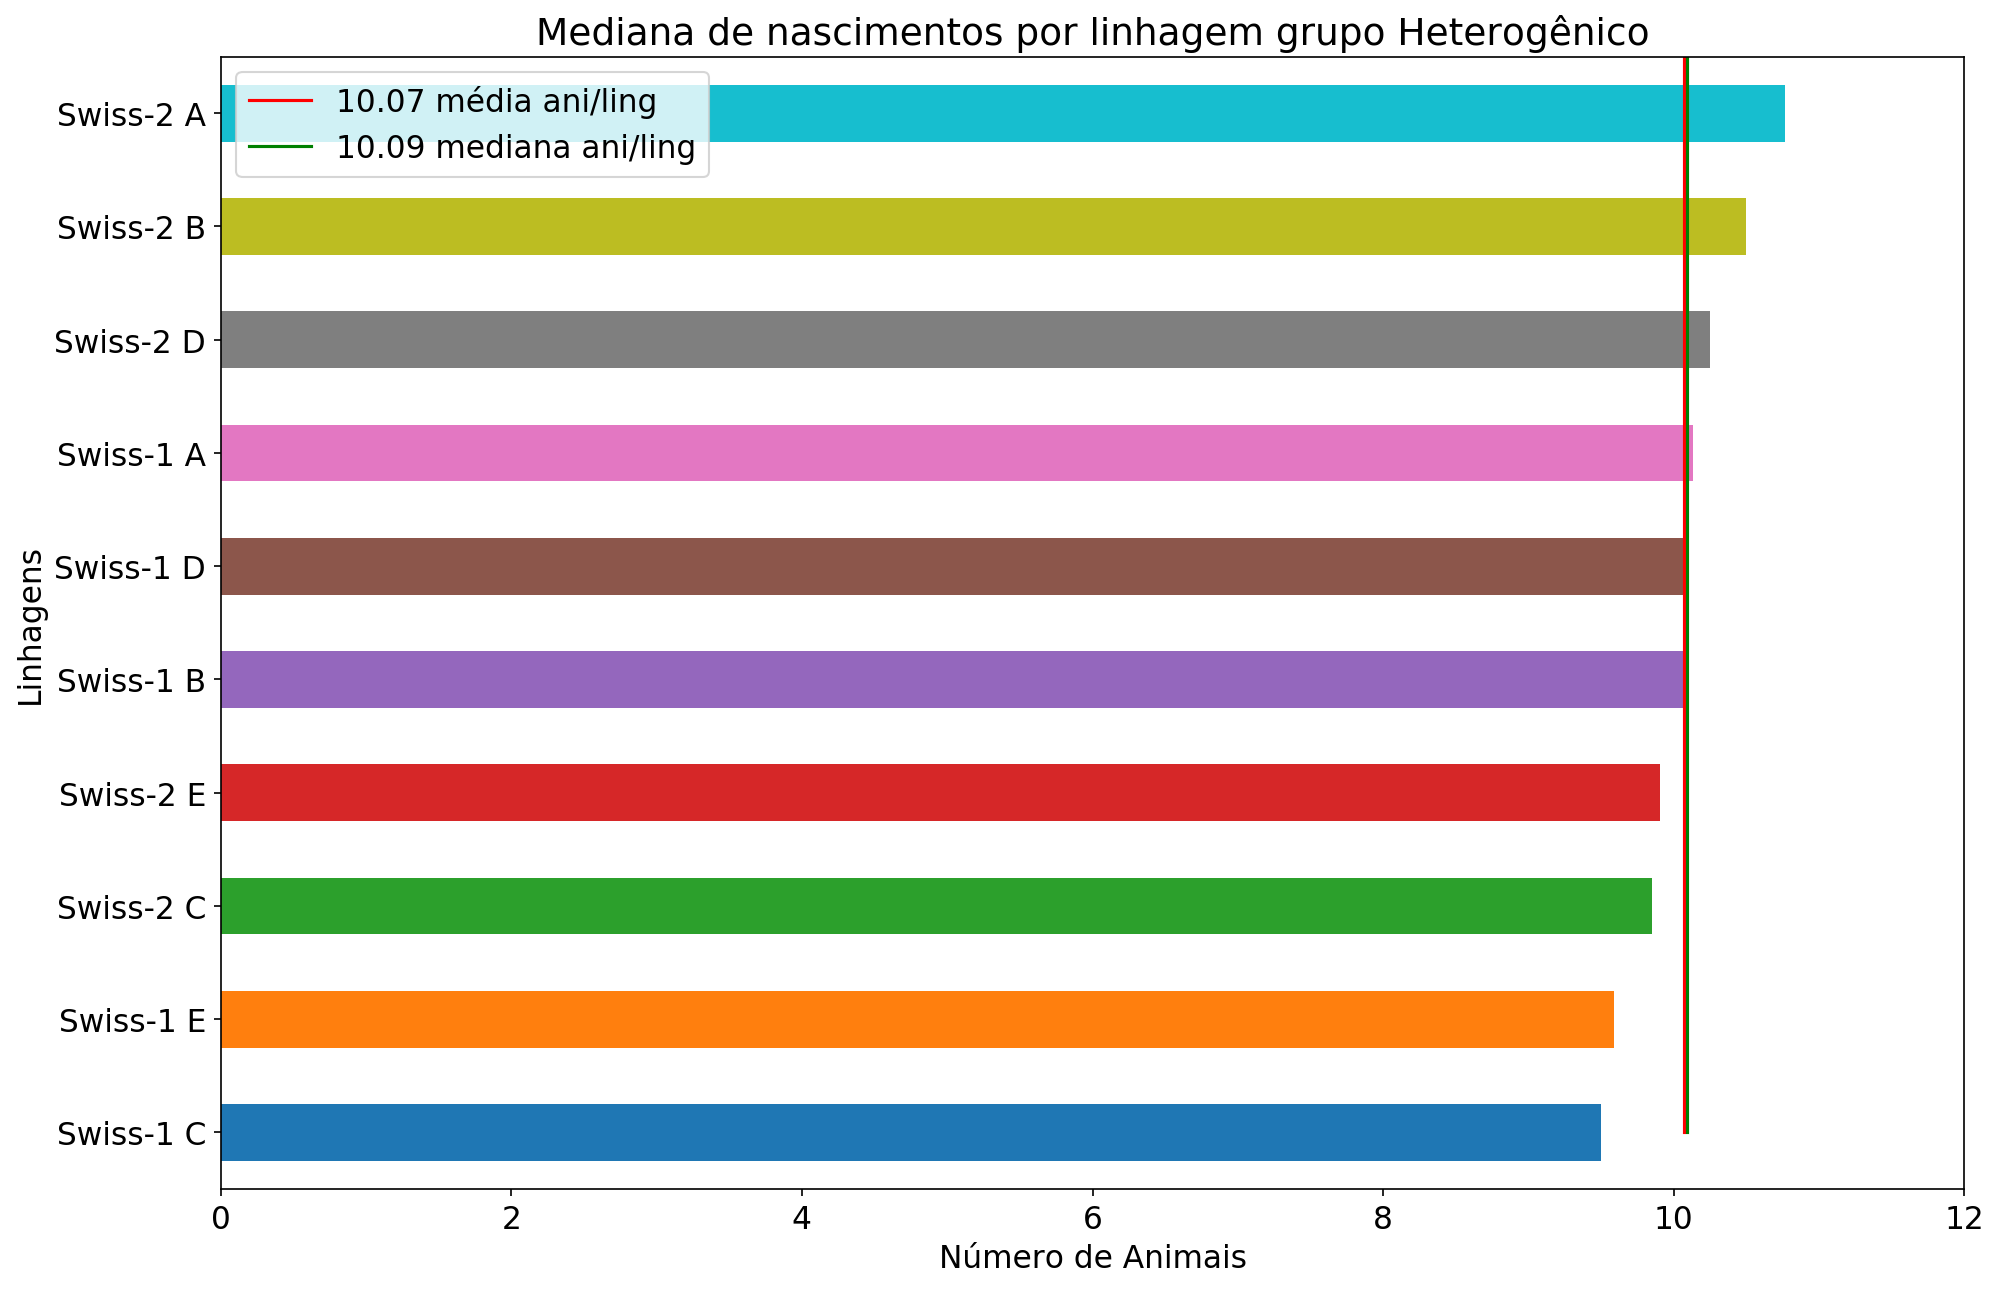 Mediana de nascimentos por linhagem grupo Heterogênico
10.07 média ani/ling
10.09 mediana ani/ling
Linhagens
Swiss-2 A
Swiss-2 B
Swiss-2 D
Swiss-1 A
Swiss-1 D
Swiss-1 B
Swiss-2 E
Swiss-2 C
Swiss-1 E
Swiss-1 C
0 2 4 6 8 10 12
Número de Animais